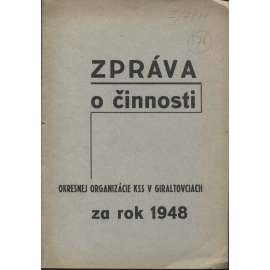 ZPRÁVA
o činnosti
OKRESNEJ ORGANIZÁCIE KSS V GIRALTOVCIACH
za rok 1948